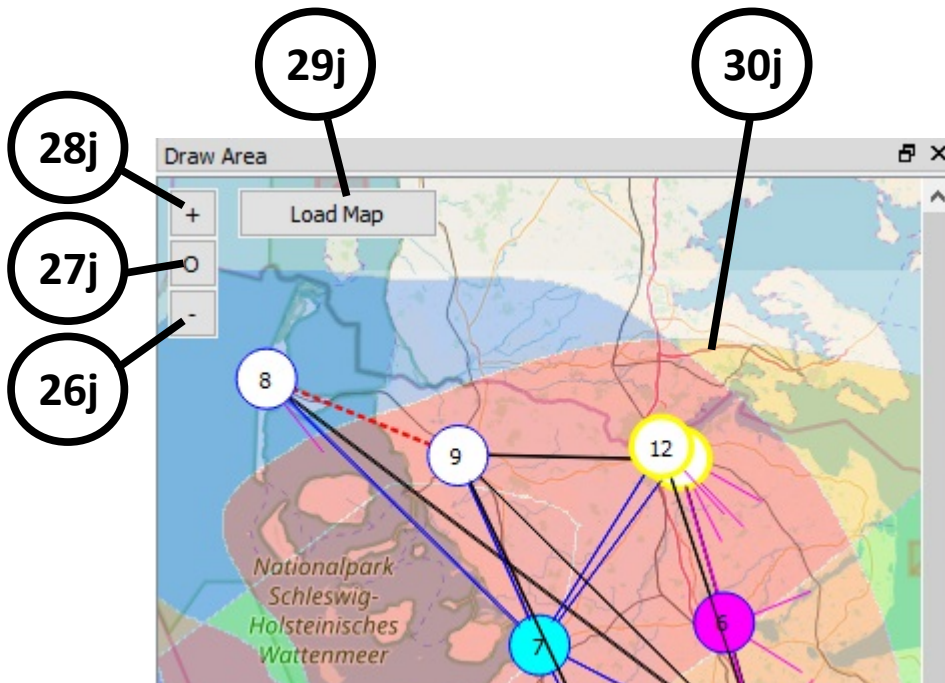 29j
30j
28j
Draw Area
+
Load Map
27j
O
-
26j
8
9
12
Nationalpark
Schleswig-
Holsteinisches
Wattenmeer
6
7